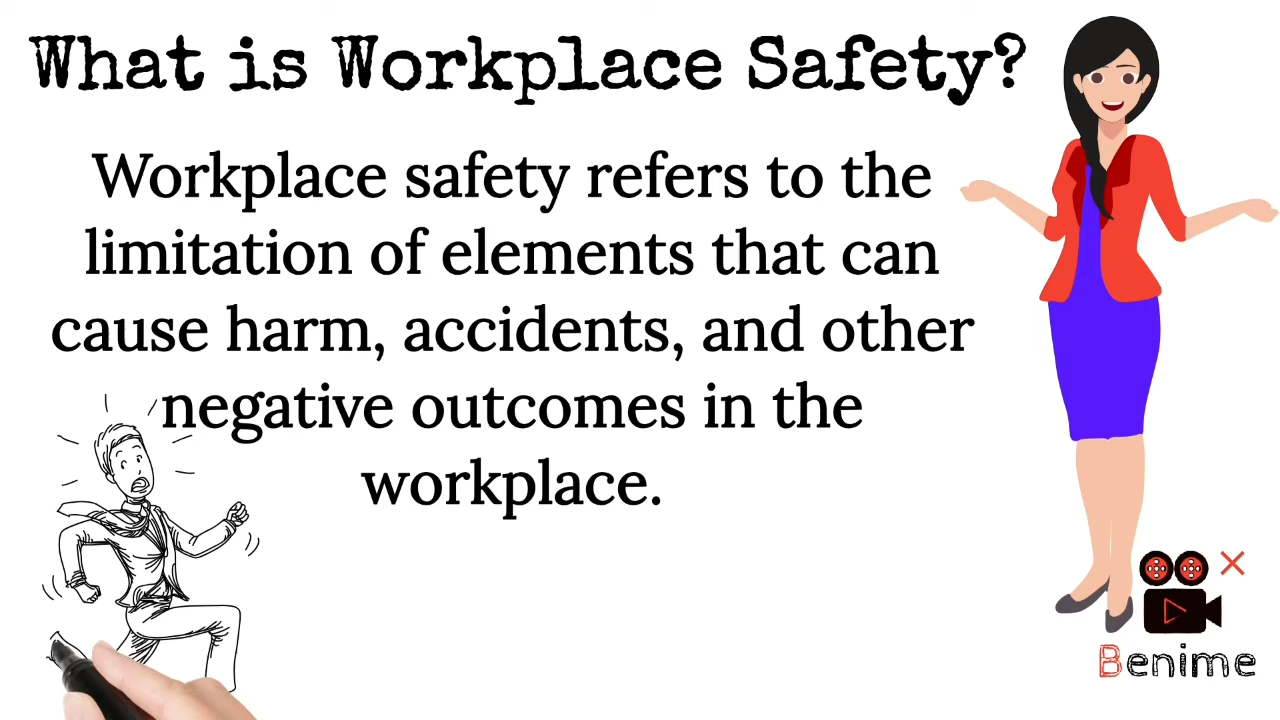 What is Workplace Safety?
Workplace safety refers to the
limitation of elements that can
cause harm, accidents, and other
negative outcomes in the
workplace.
Benime